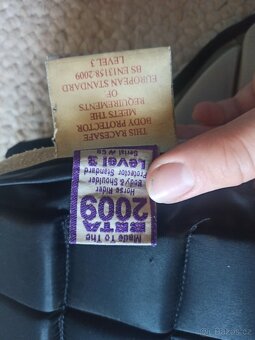 THIS RACESAFE
BODY PROTECTOR
MEETS THE
REQUIREMENTS
EUROPEAN STANDARD
BS EN13158:2009
LEVEL 3
Made To The
BETA
2009
Horse Rider
Body & Shoulder
Protector Standard
Level 3